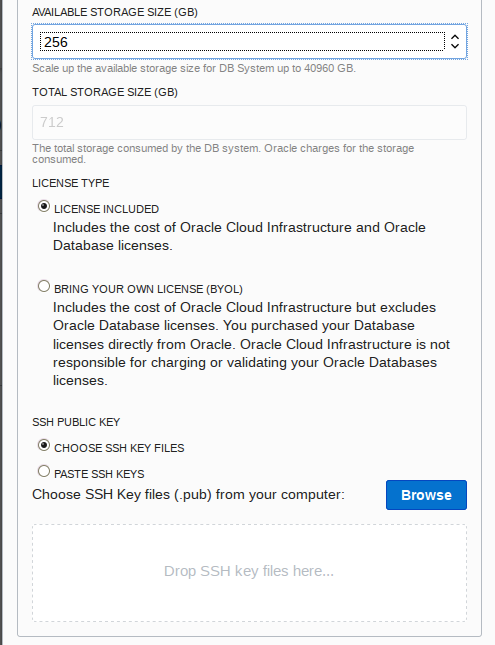 AVAILABLE STORAGE SIZE (GB)
256
Scale up the available storage size for DB System up to 40960 GB.
TOTAL STORAGE SIZE (GB)
712
The total storage consumed by the DB system. Oracle charges for the storage
consumed.
LICENSE TYPE
LICENSE INCLUDED
Includes the cost of Oracle Cloud Infrastructure and Oracle
Database licenses.
BRING YOUR OWN LICENSE (BYOL)
Includes the cost of Oracle Cloud Infrastructure but excludes
Oracle Database licenses. You purchased your Database
licenses directly from Oracle. Oracle Cloud Infrastructure is not
responsible for charging or validating your Oracle Databases
licenses.
SSH PUBLIC KEY
CHOOSE SSH KEY FILES
PASTE SSH KEYS
Choose SSH Key files (.pub) from your computer:
Browse
Drop SSH key files here...